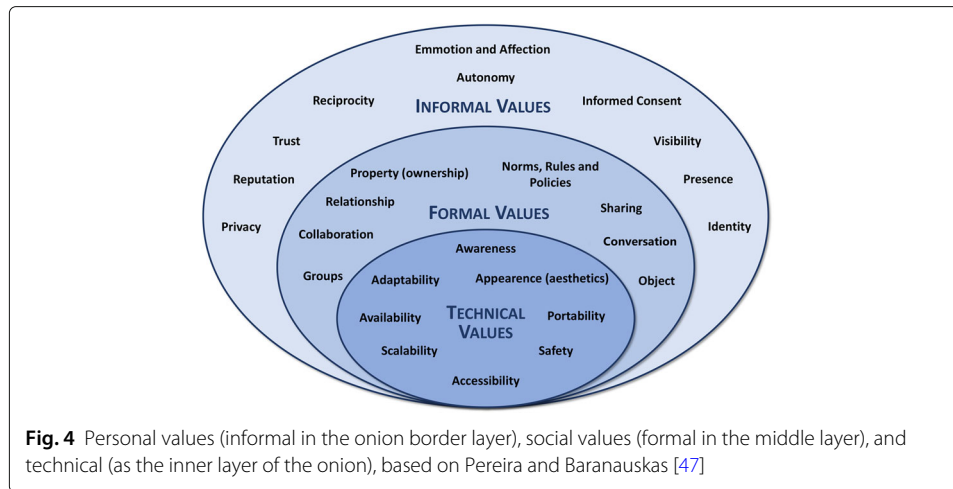 Emmotion and Affection
Autonomy
Reciprocity
INFORMAL VALUES
Informed Consent
Trust
Visibility
Reputation
Property (ownership)
Norms, Rules and
Policies
Presence
Relationship
FORMAL VALUES
Sharing
Privacy
Collaboration
Conversation
Identity
Awareness
Groups
Adaptability
Appearence (aesthetics)
Object
Availability
TECHNICAL
VALUES
Portability
Scalability
Safety
Accessibility
Fig. 4 Personal values (informal in the onion border layer), social values (formal in the middle layer), and
technical (as the inner layer of the onion), based on Pereira and Baranauskas [47]